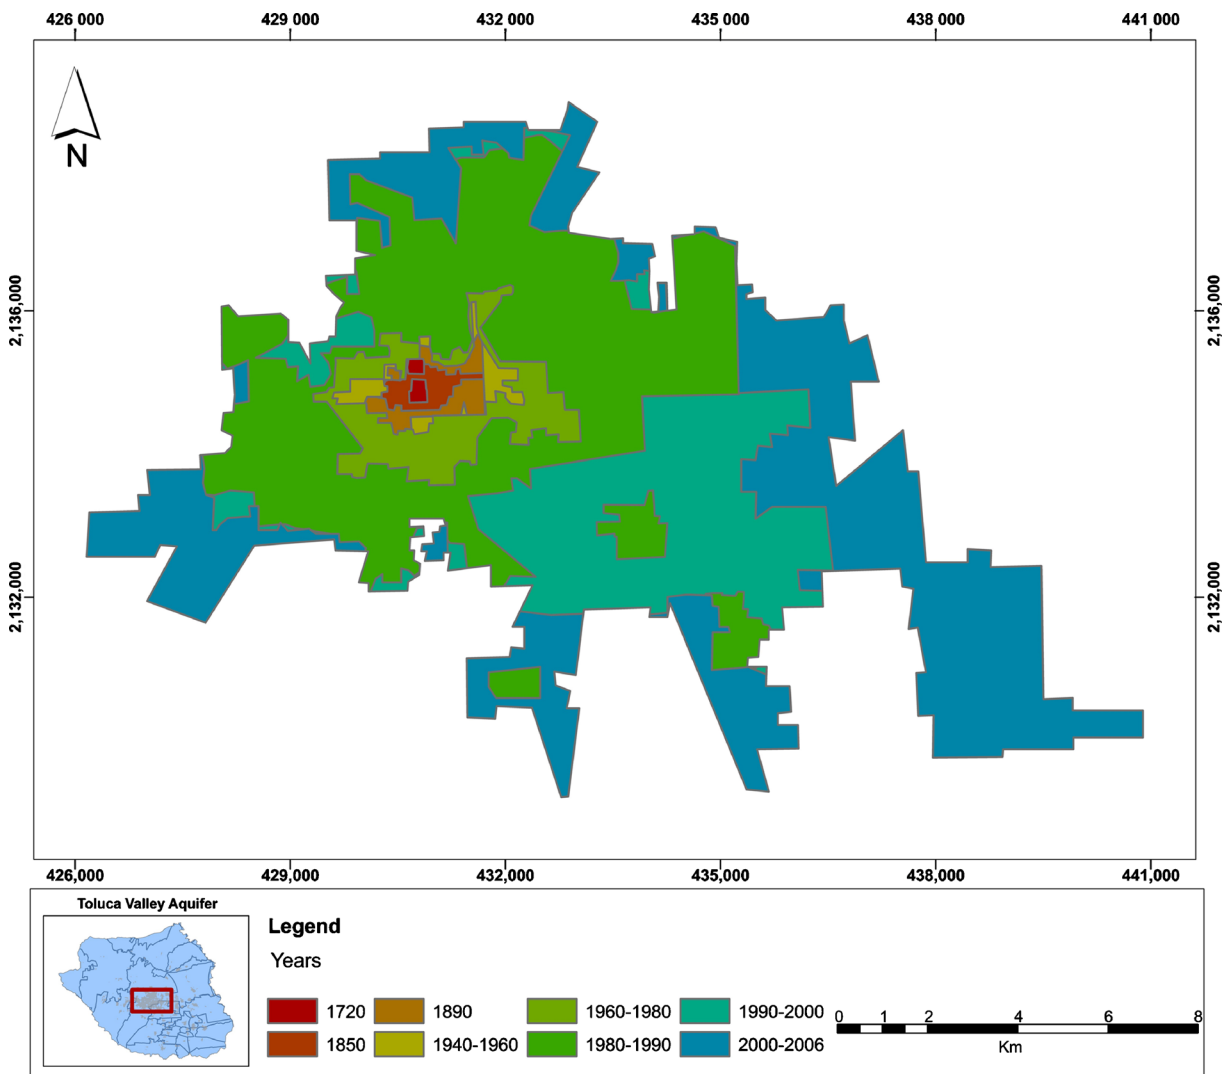 426 000 429 000 432 000 435 000 438 000 441 000
N
2,136,000 2,136,000
2,132,000 2,132,000
426,000 429,000 432,000 435,000 438,000 441,000
Toluca Valley Aquifer
Legend
Years
1720 1890 1960-1980 1990-2000
1850 1940-1960 1980-1990 2000-2006
0 1 2 4 6 8
Km